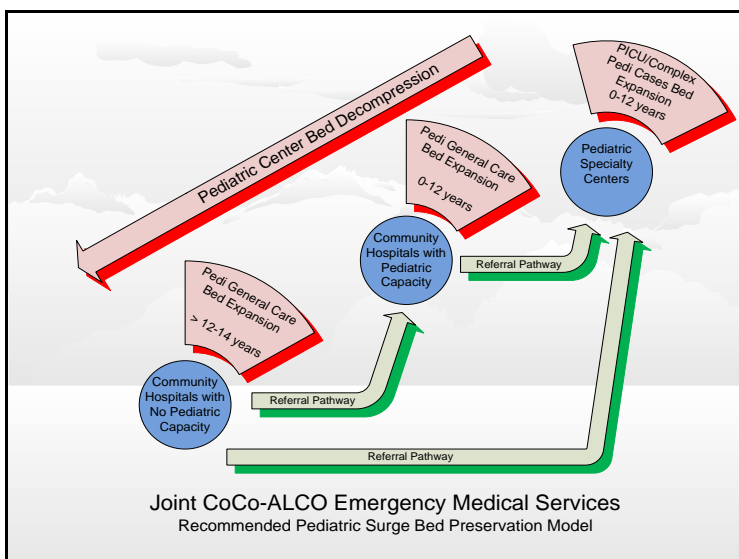 Pediatric Center Bed Decompression
PICU/Complex
Pedi Cases Bed
Expansion
0-12 years
Pediatric
Specialty
Centers
Pedi General Care
Bed Expansion
0-12 years
Community
Hospitals with
Pediatric
Capacity
Referral Pathway
Pedi General Care
Bed Expansion
> 12-14 years
Community
Hospitals with
No Pediatric
Capacity
Referral Pathway
Referral Pathway
Joint CoCo-ALCO Emergency Medical Services
Recommended Pediatric Surge Bed Preservation Model